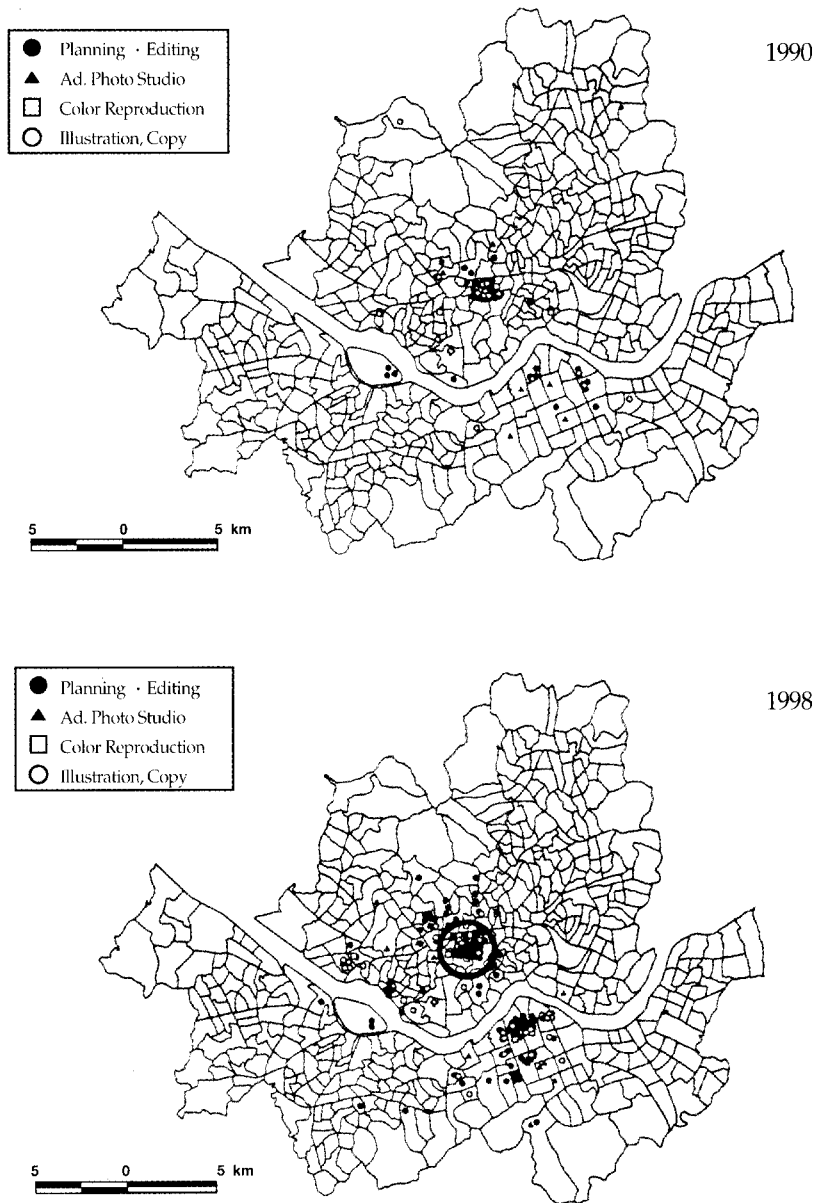 Planning · Editing
Ad. Photo Studio
Color Reproduction
Illustration, Copy
1990
5 0 5 km
Planning · Editing
Ad. Photo Studio
Color Reproduction
Illustration, Copy
1998
5 0 5 km